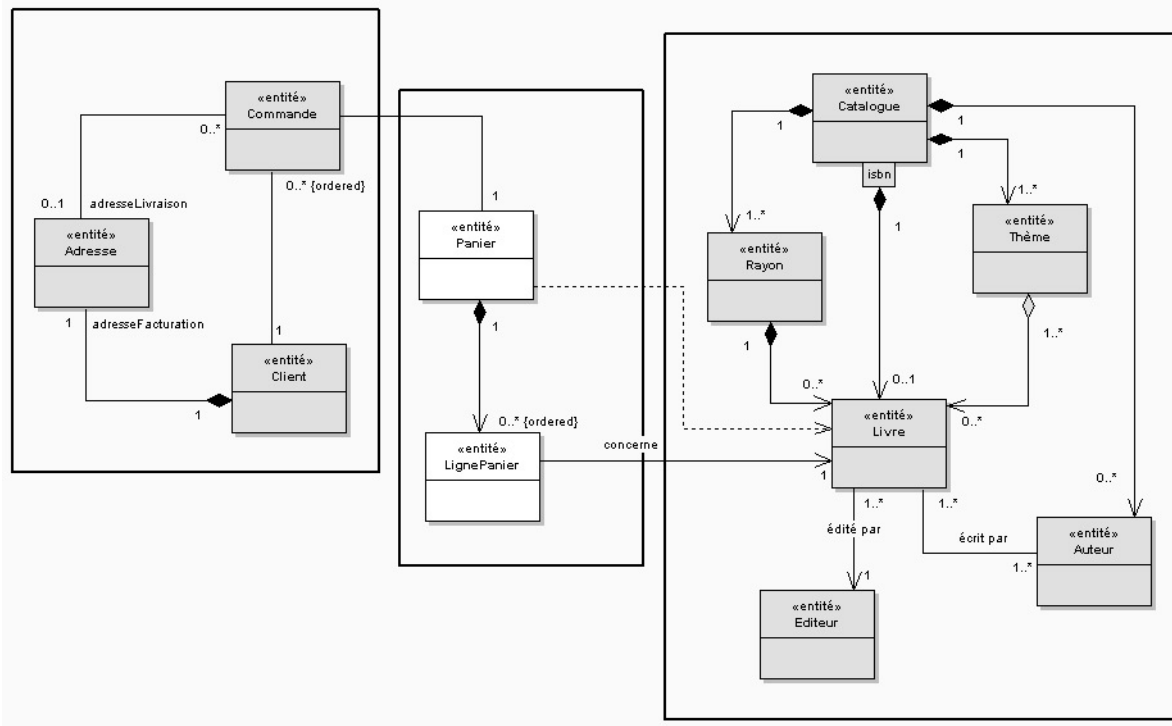 «entité»
Commande
0..*
0..* {ordered}
0..1
adresseLivraison
«entité»
Adresse
1
adresseFacturation
1
«entité»
Client
1
1
«entité»
Panier
1
0..* {ordered}
«entité»
LignePanier
concerne
1
«entité»
Catalogue
1
1
1
isbn
1
1..*
«entité»
Rayon
1
0..*
1..*
«entité»
Thème
1..*
0..*
0..1
«entité»
Livre
1..*
1..*
édité par
écrit par
0..*
«entité»
Auteur
1..*
1
«entité»
Editeur